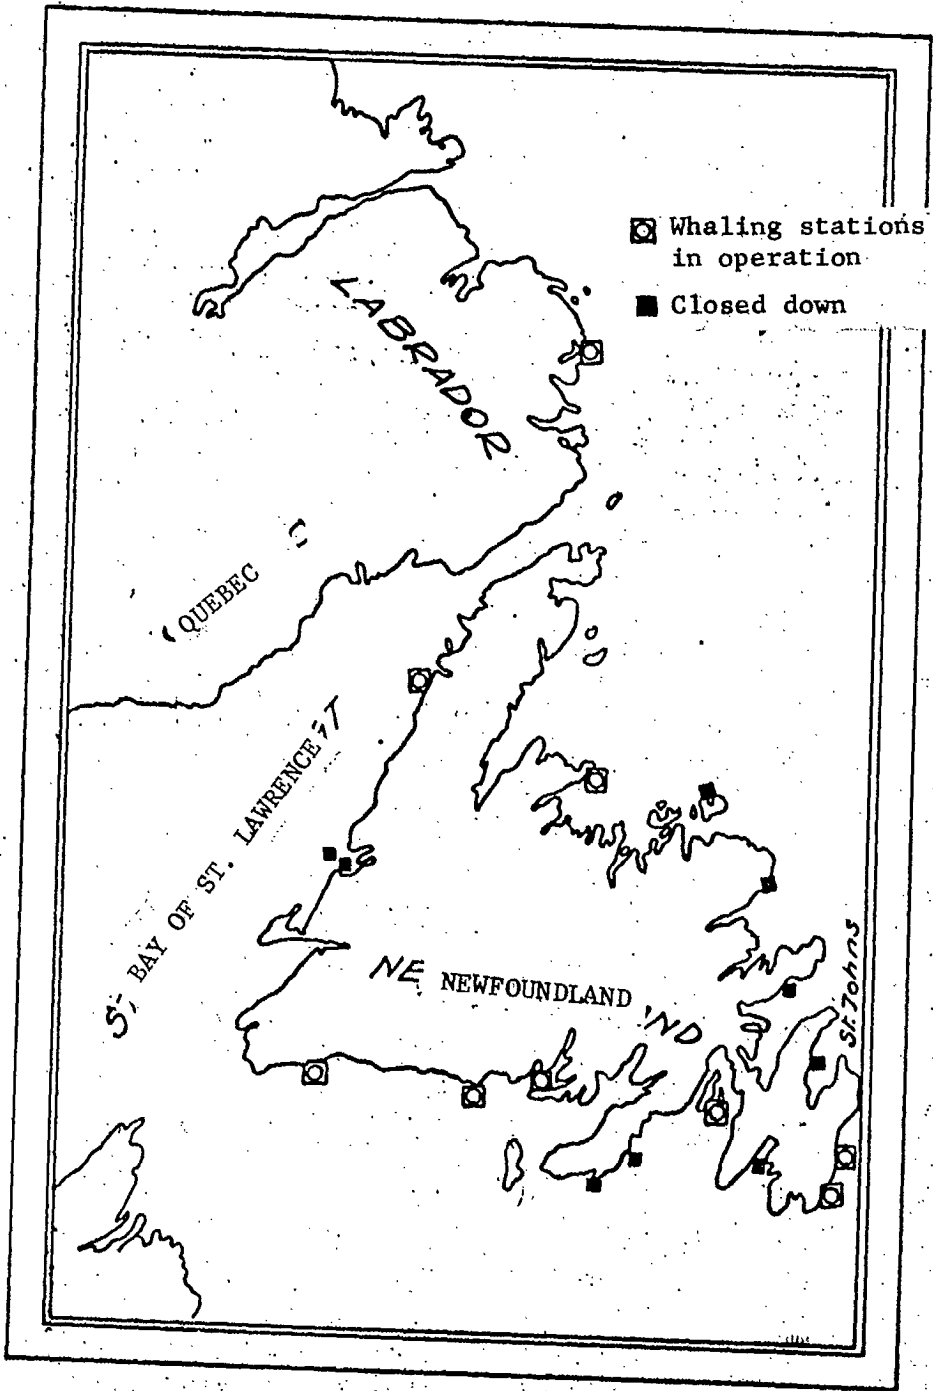 Whaling stations
in operation
Closed down
LABRADOR
QUEBEC
BAY OF ST. LAWRENCE
NE NEWFOUNDLAND ND
St. Johns